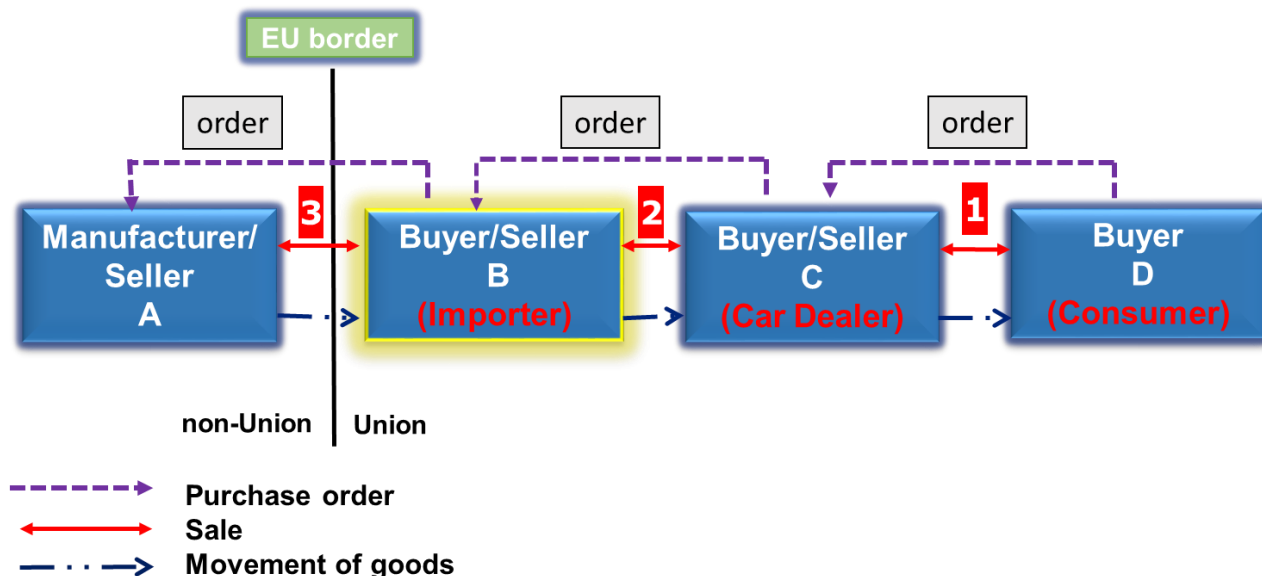 EU border
order
order
order
3
2
1
Manufacturer/
Seller
A
Buyer/Seller
B
(Importer)
Buyer/Seller
C
(Car Dealer)
Buyer
D
(Consumer)
non-Union
Union
Purchase order
Sale
Movement of goods